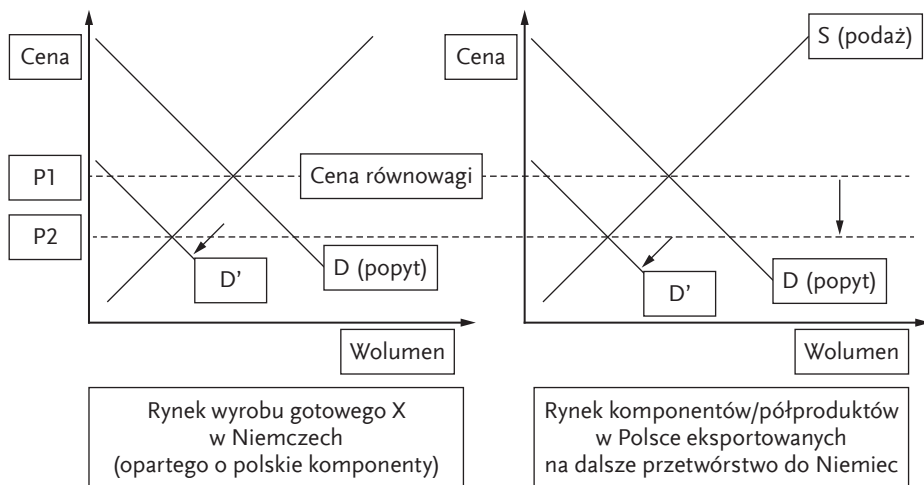 Cena
P1
P2
D'
D (popyt)
Wolumen
Cena równowagi
Rynek wyrobu gotowego X
w Niemczech
(opartego o polskie komponenty)
Cena
S (podaż)
D'
D (popyt)
Wolumen
Rynek komponentów/półproduktów
w Polsce eksportowanych
na dalsze przetwórstwo do Niemiec